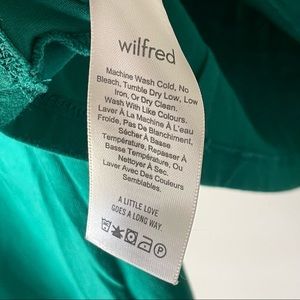 wilfred
Machine Wash Cold, No
Bleach, Tumble Dry Low, Low
Iron, Or Dry Clean.
Wash With Like Colours.
Laver À La Machine À L'eau
Froide, Pas De Blanchiment,
Sécher À Basse
Température, Repasser À
Basse Température, Ou
Nettoyer À Sec.
Laver Avec Des Couleurs
Semblables.
A LITTLE LOVE
GOES A LONG WAY.